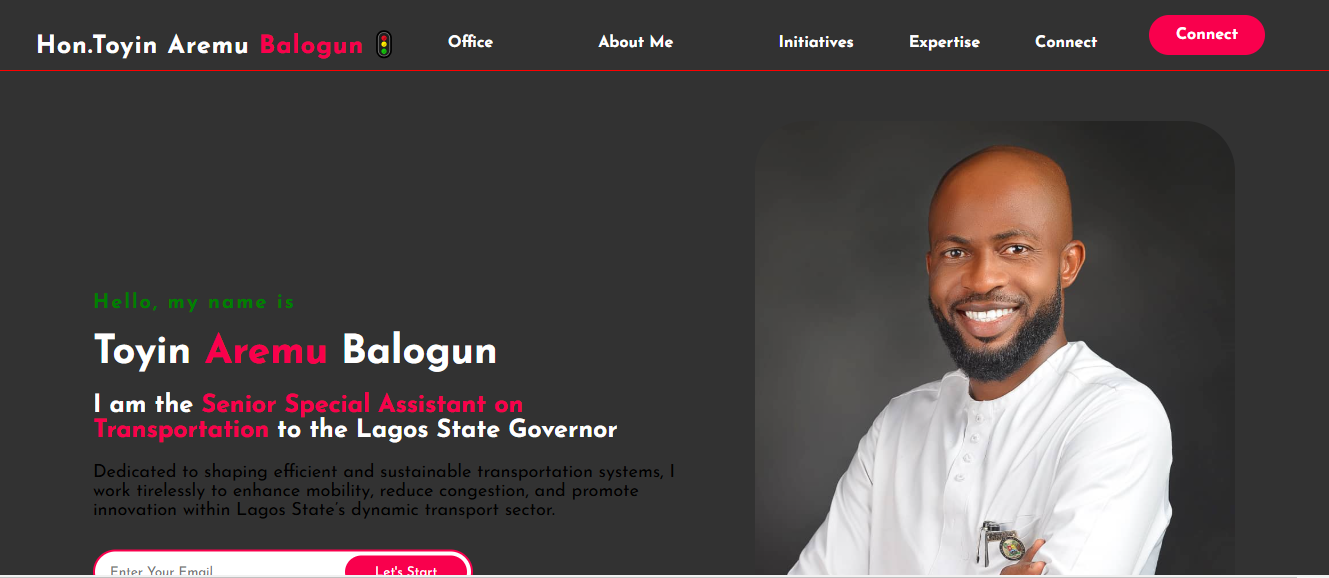 Hon.Toyin Aremu Balogun
Office
About Me
Initiatives
Expertise
Connect
Connect
Hello, my name is
Toyin Aremu Balogun
I am the Senior Special Assistant on
Transportation to the Lagos State Governor
Dedicated to shaping efficient and sustainable transportation systems, I
work tirelessly to enhance mobility, reduce congestion, and promote
innovation within Lagos State's dynamic transport sector.
Enter Your Email
Let's Start